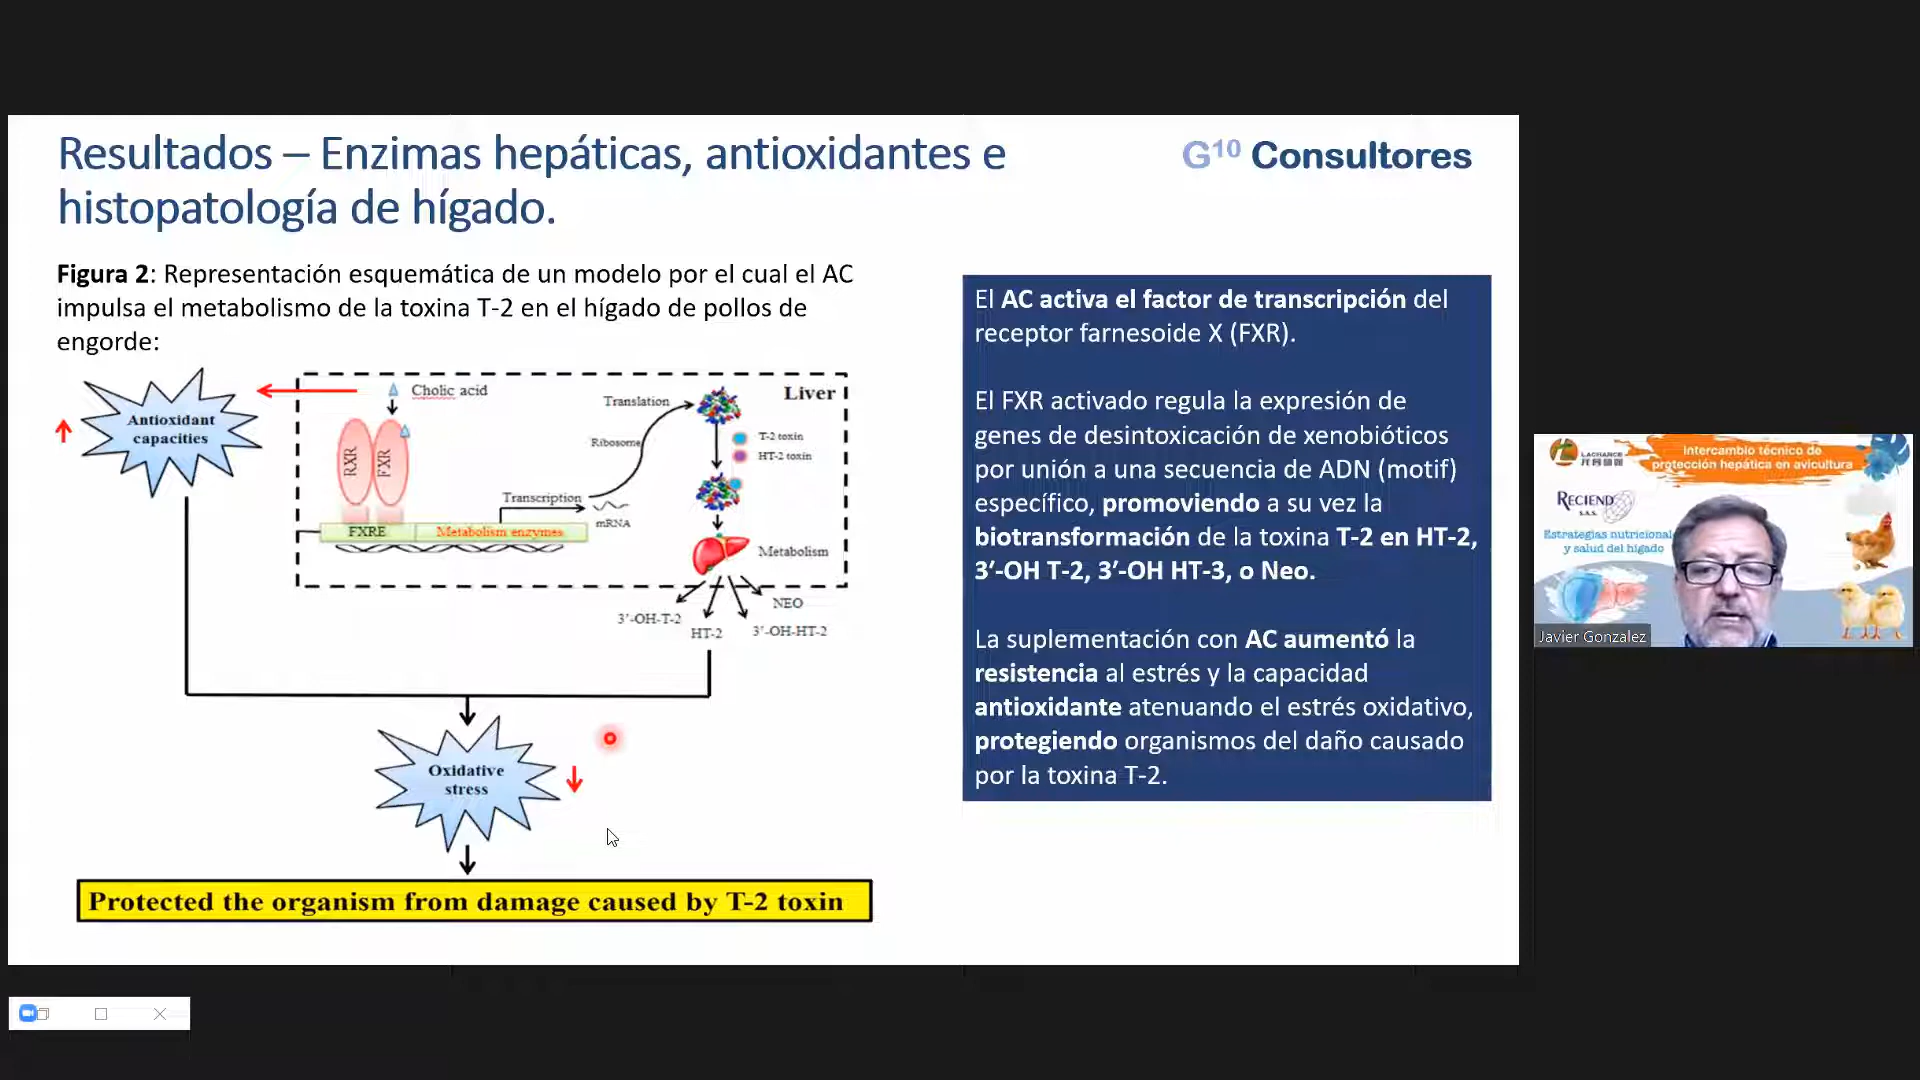 Resultados – Enzimas hepáticas, antioxidantes e
histopatología de hígado.
G10 Consultores
Figura 2: Representación esquemática de un modelo por el cual el AC
impulsa el metabolismo de la toxina T-2 en el hígado de pollos de
engorde:
Antioxidant
capacities
Cholic acid
RXR
FXR
FXRE
Metabolism enzymes
Transcription
mRNA
Ribosome
Translation
Liver
T-2 toxin
HT-2 toxin
Metabolism
3'-OH-T-2
HT-2
3'-OH-HT-2
NEO
Oxidative
stress
Protected the organism from damage caused by T-2 toxin
El AC activa el factor de transcripción del
receptor farnesoide X (FXR).
El FXR activado regula la expresión de
genes de desintoxicación de xenobióticos
por unión a una secuencia de ADN (motif)
específico, promoviendo a su vez la
biotransformación de la toxina T-2 en HT-2,
3’-OH T-2, 3’-OH HT-3, o Neo.
La suplementación con AC aumentó la
resistencia al estrés y la capacidad
antioxidante atenuando el estrés oxidativo,
protegiendo organismos del daño causado
por la toxina T-2.
LACHANCE
Intercambio técnico de
protección hepática en avicultura
RECIEND
S.A.S.
Estrategias nutricional
y salud del hígado
Javier Gonzalez